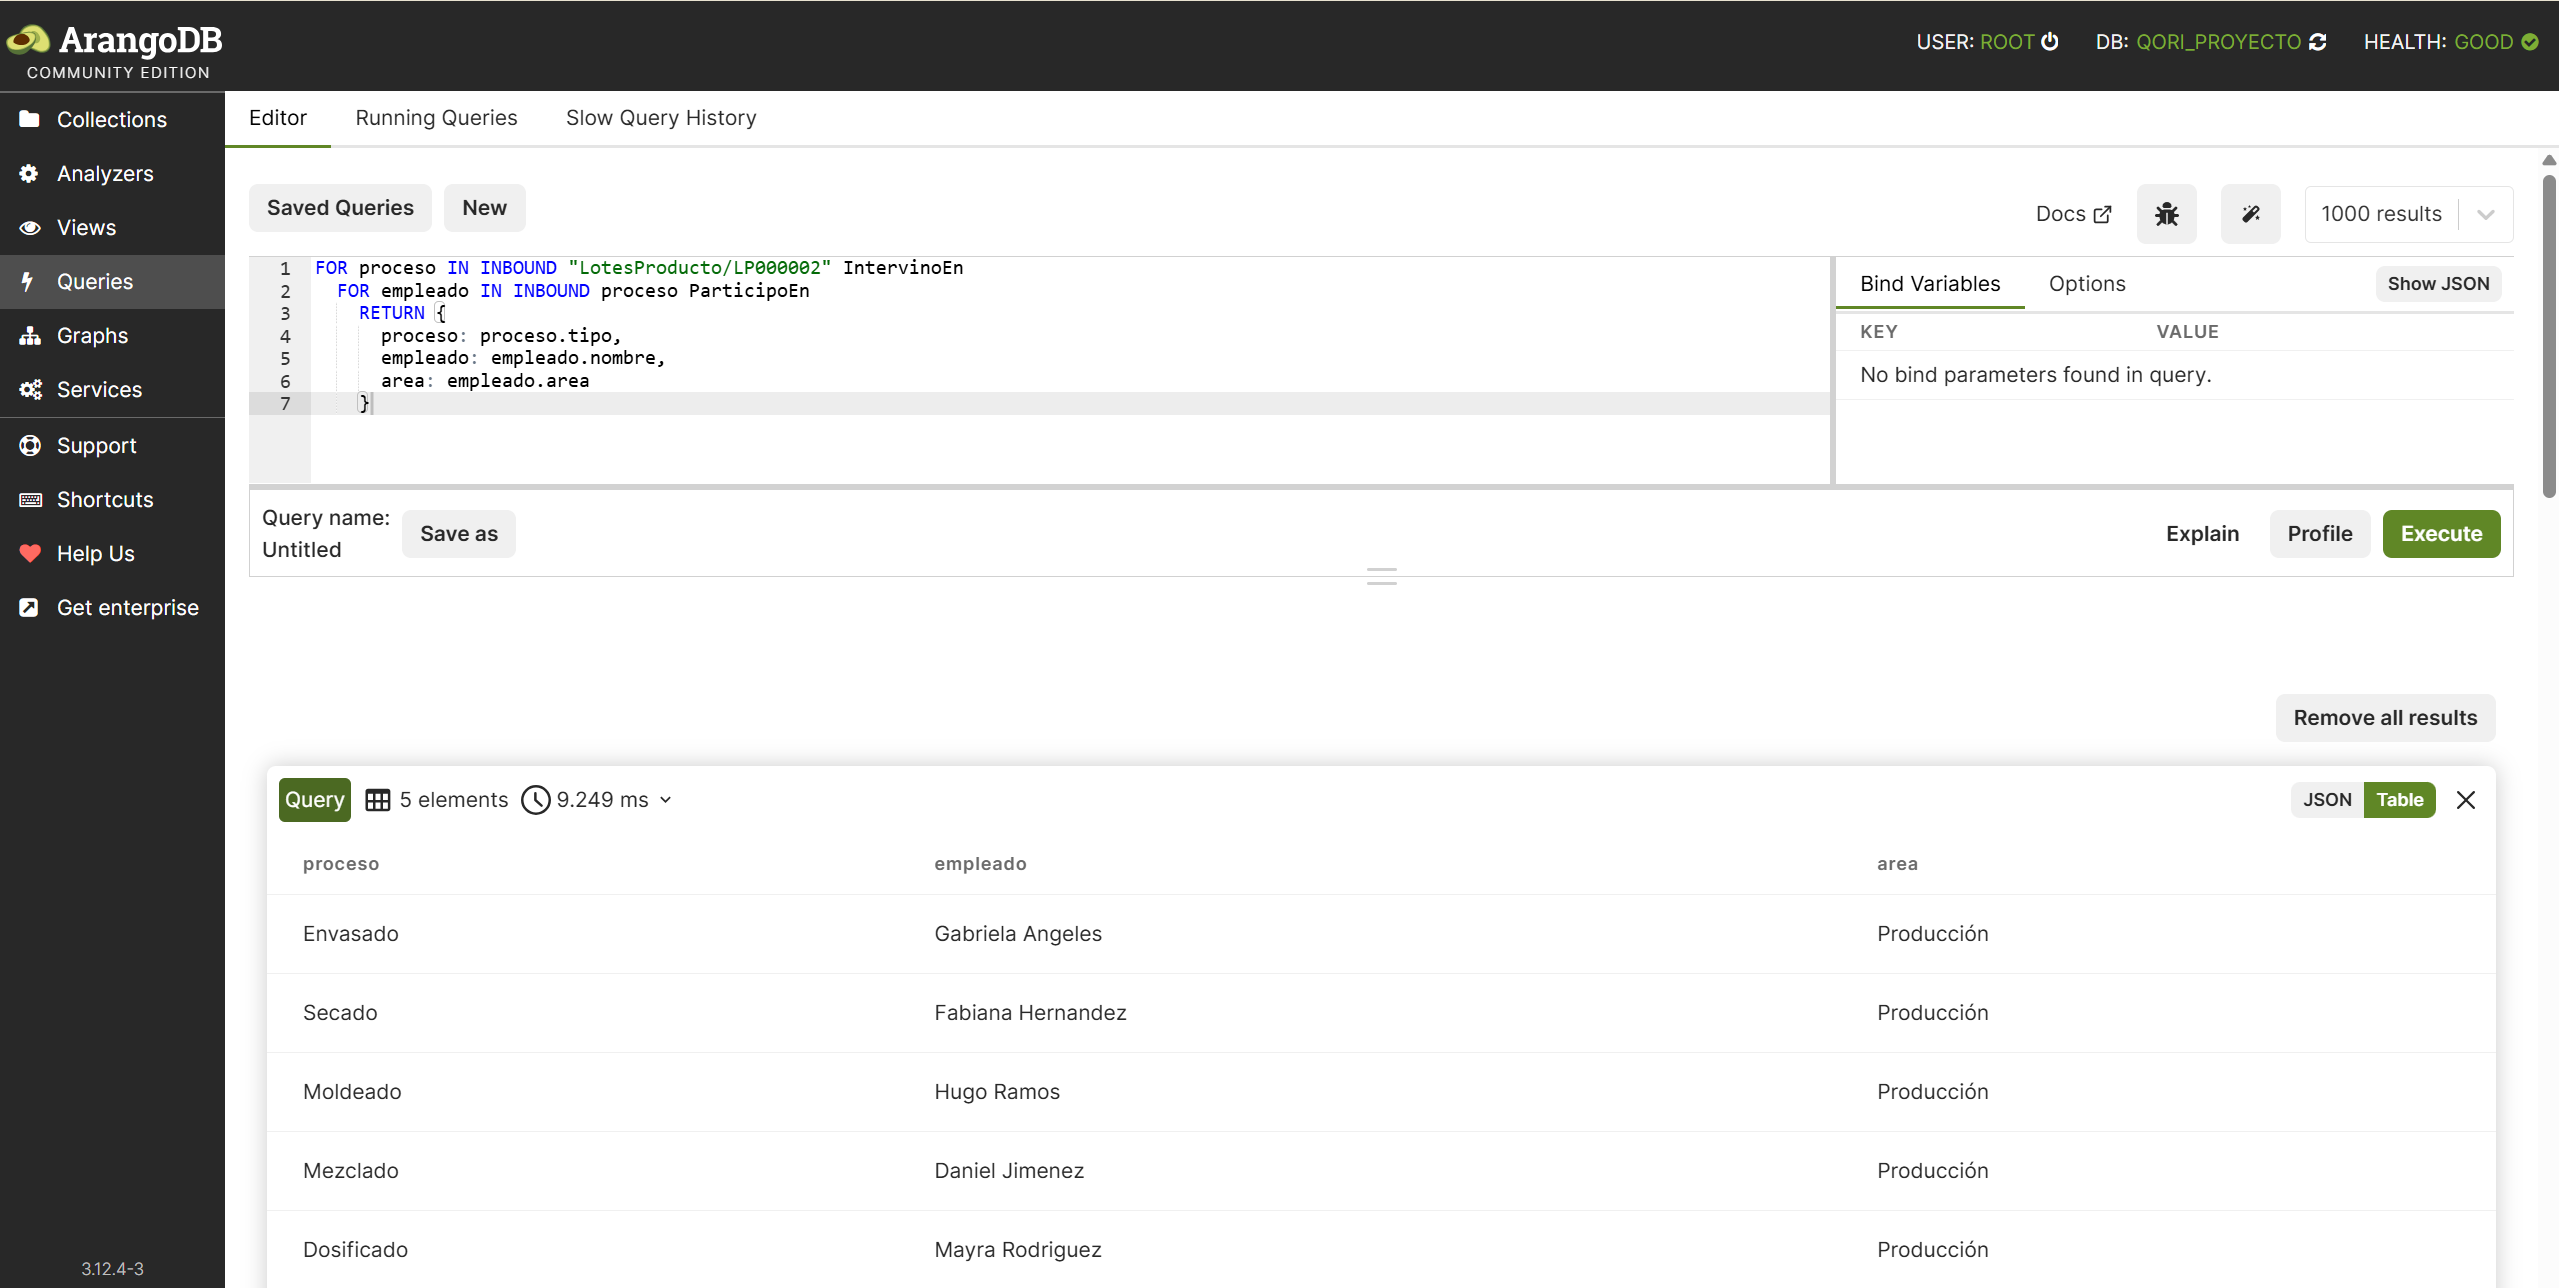 ArangoDB
COMMUNITY EDITION
USER: ROOT
DB: QORI_PROYECTO
HEALTH: GOOD
Collections
Analyzers
Views
Queries
Graphs
Services
Support
Shortcuts
Help Us
Get enterprise
3.12.4-3
Editor
Running Queries
Slow Query History
Saved Queries
New
Docs
1000 results
1 FOR proceso IN INBOUND "LotesProducto/LP000002" IntervinoEn
2 FOR empleado IN INBOUND proceso ParticipoEn
3 RETURN {
4 proceso: proceso.tipo,
5 empleado: empleado.nombre,
6 area: empleado.area
7 }
Bind Variables
Options
Show JSON
KEY VALUE
No bind parameters found in query.
Query name:
Untitled
Save as
Explain
Profile
Execute
Remove all results
Query 5 elements 9.249 ms
JSON Table
proceso empleado area
Envasado Gabriela Angeles Producción
Secado Fabiana Hernandez Producción
Moldeado Hugo Ramos Producción
Mezclado Daniel Jimenez Producción
Dosificado Mayra Rodriguez Producción